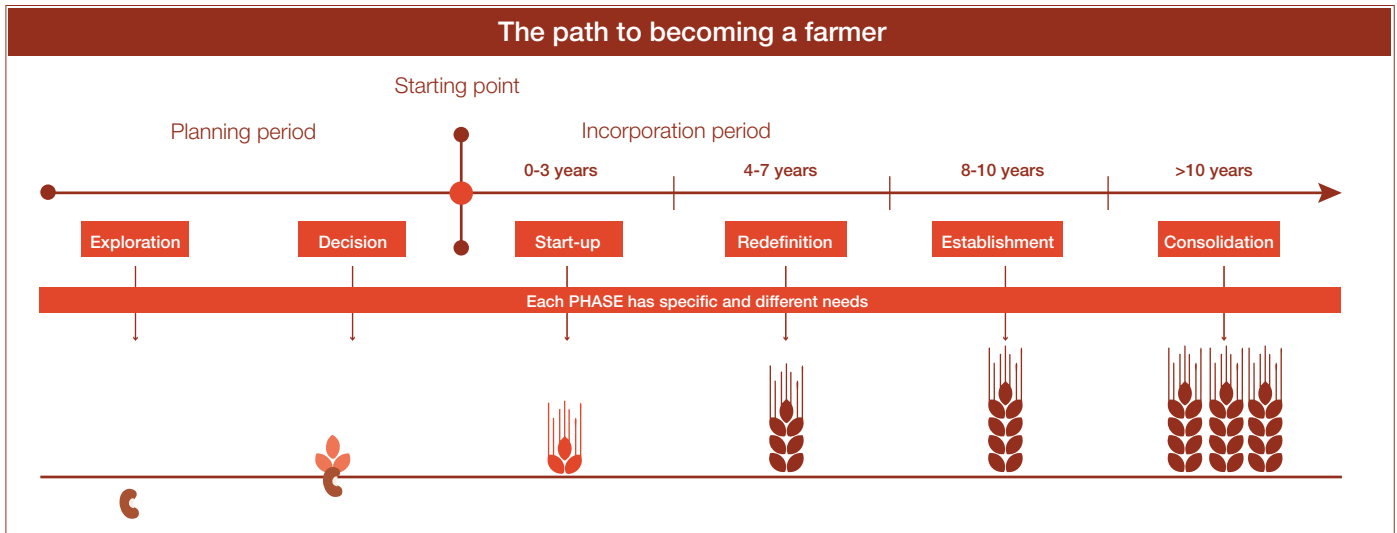 The path to becoming a farmer
Starting point
Planning period
Incorporation period
0-3 years
4-7 years
8-10 years
>10 years
Exploration
Decision
Start-up
Redefinition
Establishment
Consolidation
Each PHASE has specific and different needs